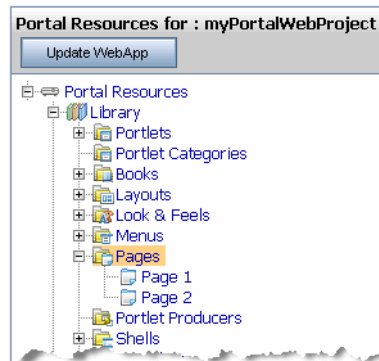 Portal Resources for : myPortalWebProject
Update WebApp
Portal Resources
Library
Portlets
Portlet Categories
Books
Layouts
Look & Feels
Menus
Pages
Page 1
Page 2
Portlet Producers
Shells